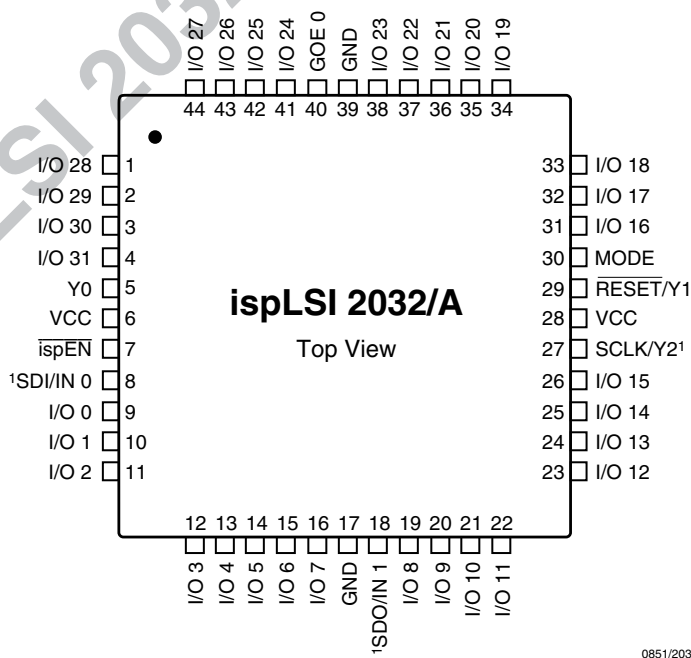 LSI 2032/
I/O 27
I/O 26
I/O 25
I/O 24
GOE 0
GND
I/O 23
I/O 22
I/O 21
I/O 20
I/O 19
44 43 42 41 40 39 38 37 36 35 34
I/O 28 1
I/O 29 2
I/O 30 3
I/O 31 4
Y0 5
VCC 6
ispEN 7
¹SDI/IN 0 8
I/O 0 9
I/O 1 10
I/O 2 11
ispLSI 2032/A
Top View
33 I/O 18
32 I/O 17
31 I/O 16
30 MODE
29 RESET/Y1
28 VCC
27 SCLK/Y2¹
26 I/O 15
25 I/O 14
24 I/O 13
23 I/O 12
12 13 14 15 16 17 18 19 20 21 22
I/O 3
I/O 4
I/O 5
I/O 6
I/O 7
GND
¹SDO/IN 1
I/O 8
I/O 9
I/O 10
I/O 11
0851/203